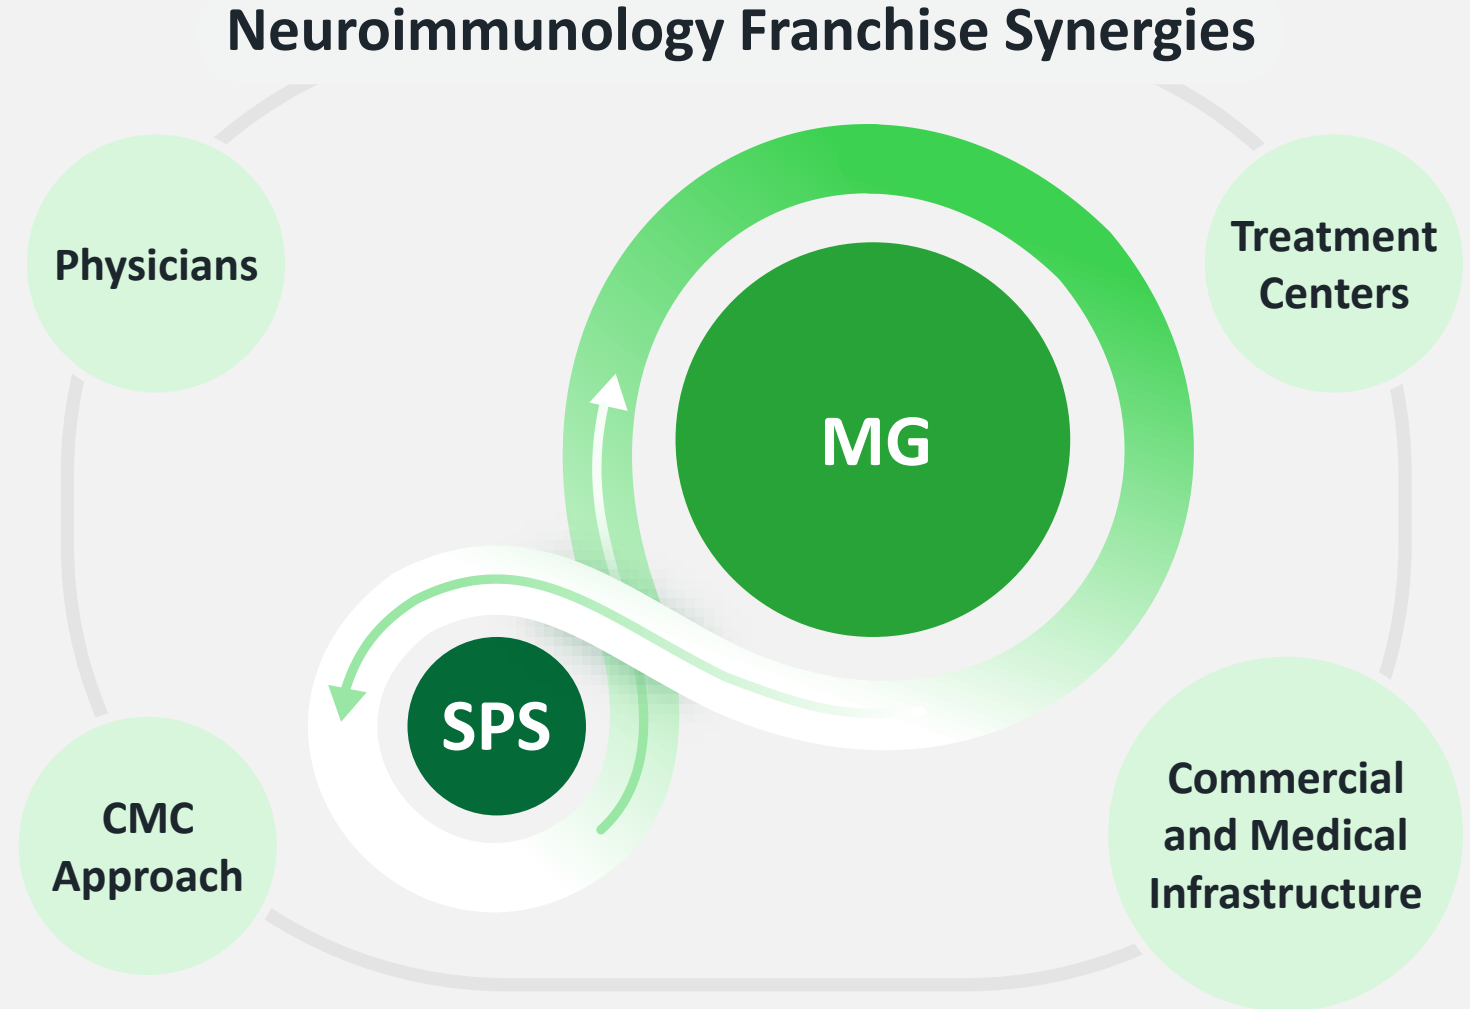 Neuroimmunology Franchise Synergies
Physicians
Treatment
Centers
MG
SPS
CMC
Approach
Commercial
and Medical
Infrastructure